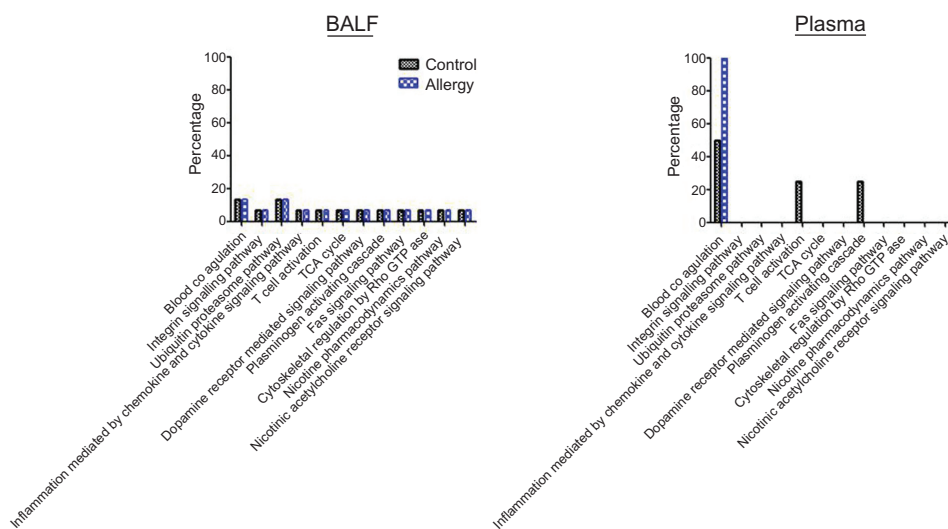 BALF
Control
Allergy
Percentage
100
80
60
40
20
0
Blood co agulation
Integrin signalling pathway
Ubiquitin proteasome pathway
Inflammation mediated by chemokine and cytokine signaling pathway
T cell activation
TCA cycle
Dopamine receptor mediated signaling pathway
Plasminogen activating cascade
Fas signaling pathway
Cytoskeletal regulation by Rho GTP ase
Nicotine pharmacodynamics pathway
Nicotinic acetylcholine receptor signaling pathway
Plasma
Percentage
100
80
60
40
20
0
Blood co agulation
Integrin signalling pathway
Ubiquitin proteasome pathway
Inflammation mediated by chemokine and cytokine signaling pathway
T cell activation
TCA cycle
Dopamine receptor mediated signaling pathway
Plasminogen activating cascade
Fas signaling pathway
Cytoskeletal regulation by Rho GTP ase
Nicotine pharmacodynamics pathway
Nicotinic acetylcholine receptor signaling pathway